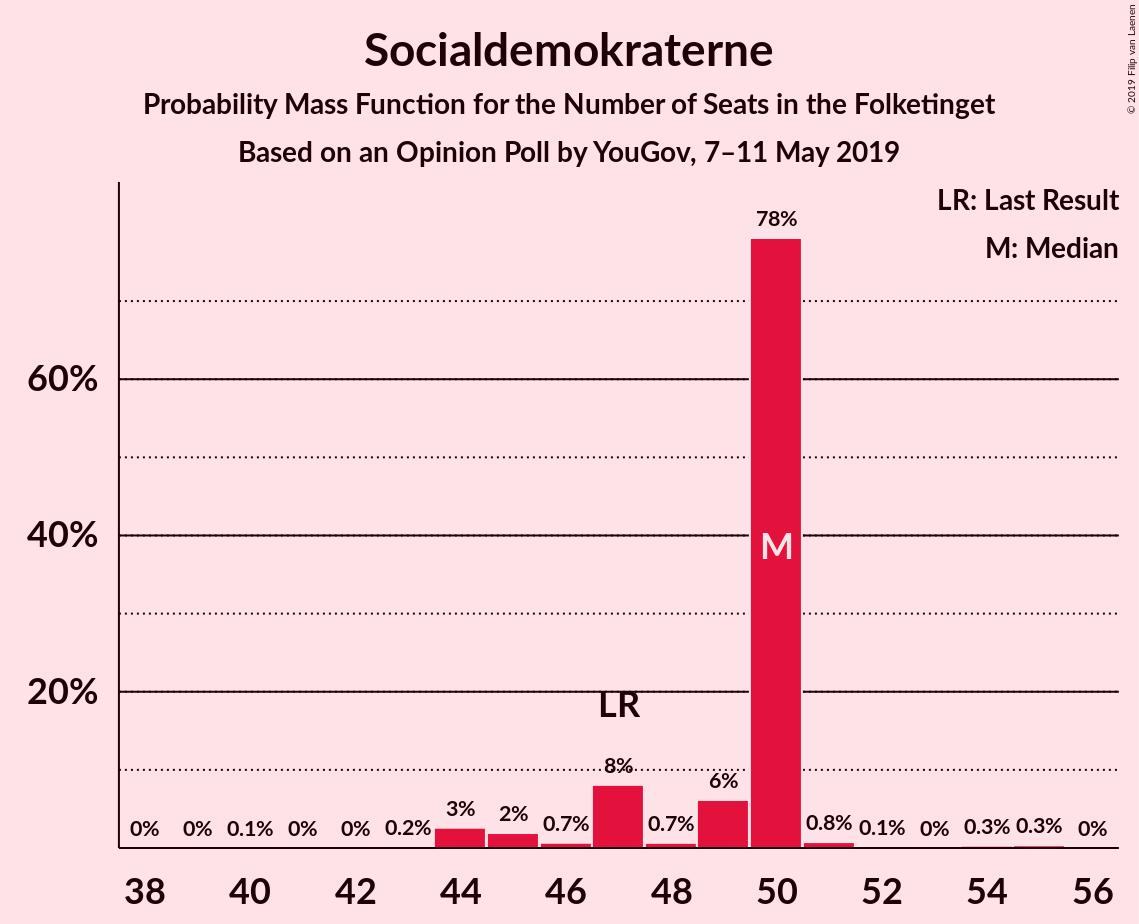 Socialdemokraterne
Probability Mass Function for the Number of Seats in the Folketinget
Based on an Opinion Poll by YouGov, 7–11 May 2019
© 2019 Filip van Laenen
LR: Last Result
M: Median
78%
60%
40%
M
20%
LR
8%
6%
3%
2%
0% 0% 0.1% 0% 0% 0.2% 0.7% 0.7% 0.8% 0.1% 0% 0.3% 0.3% 0%
38 40 42 44 46 48 50 52 54 56